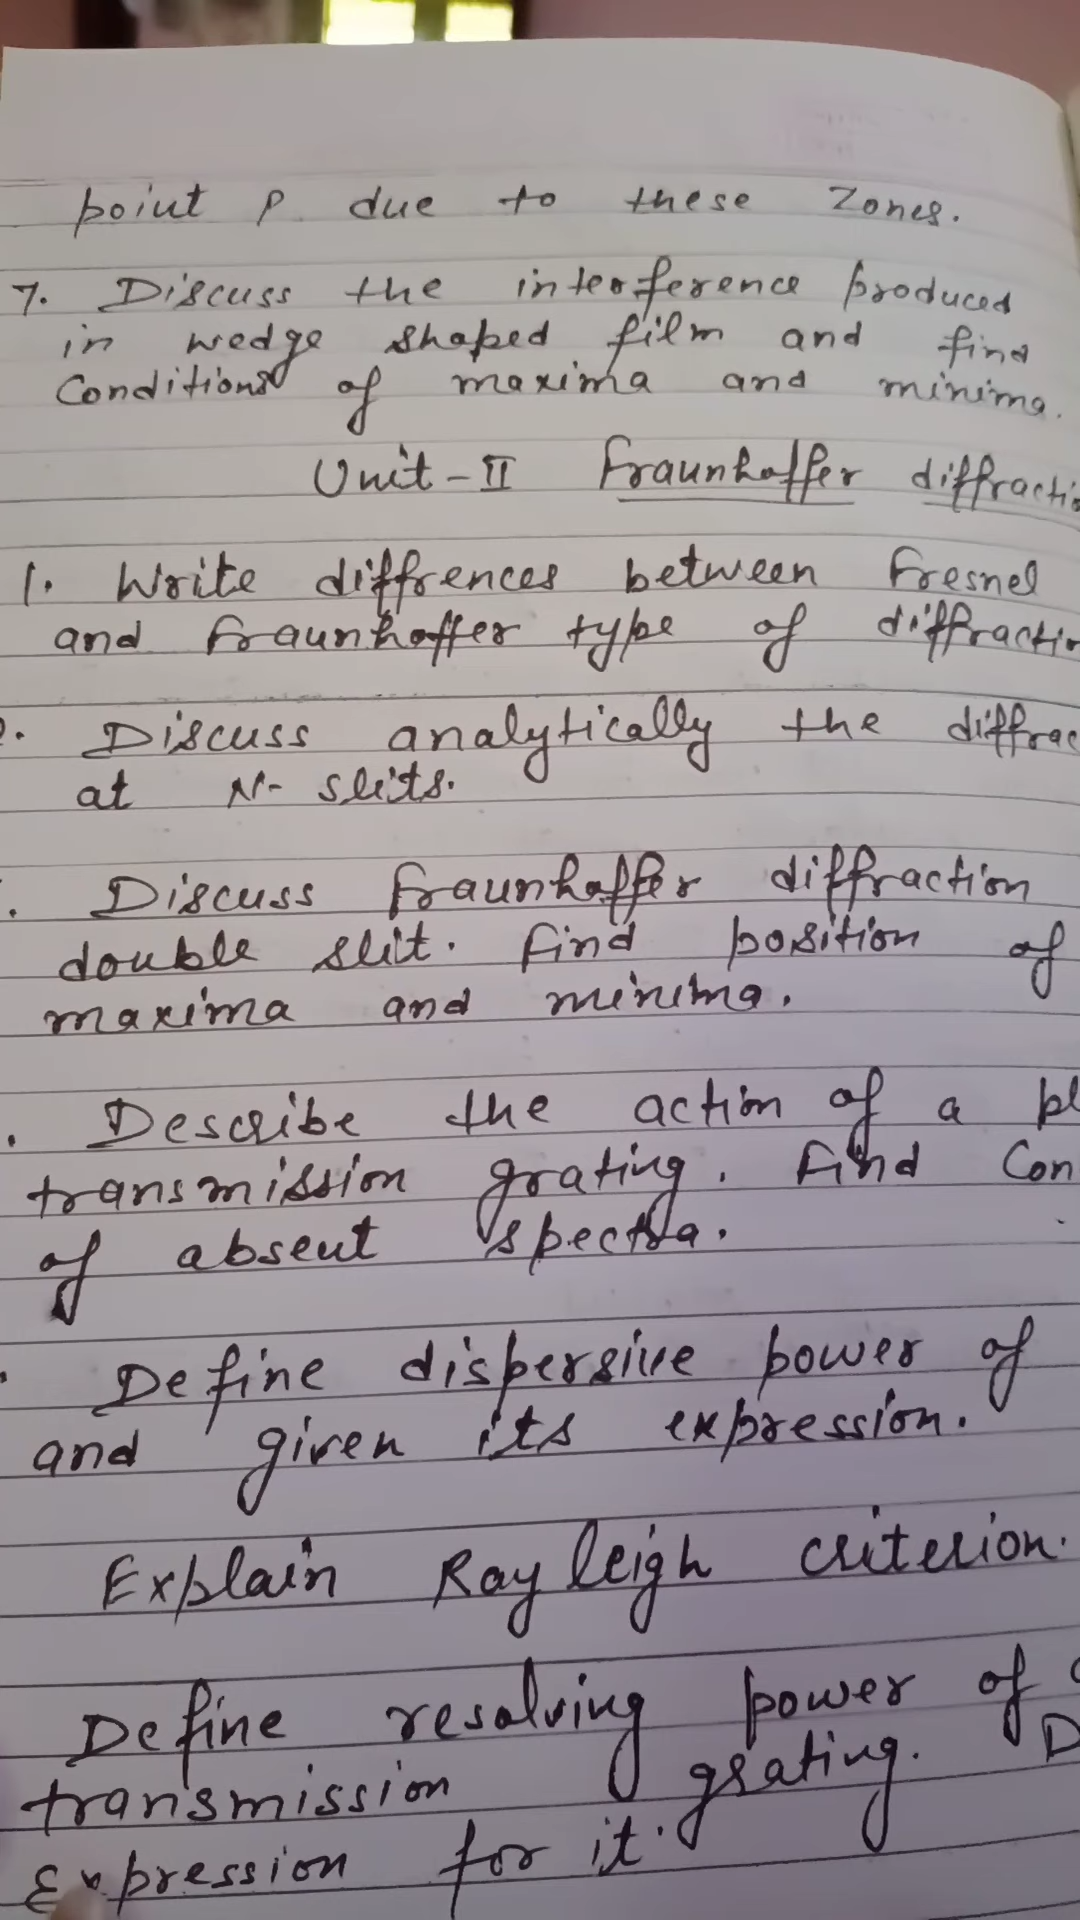 point P due to these Zones.
7. Discuss the interference produced
in wedge shaped film and find
Conditions of maxima and minima.
Unit-II Fraunhoffer diffractio
1. Write diffrences between Fresnel
and Fraunhoffer type of diffractio
. Discuss analytically the diffrac
at N- slits.
. Discuss Fraunhoffer diffraction
double slit. Find position of
maxima and minima.
. Describe the action of a pl
transmission grating. Find Con
of absent spectra.
Define dispersive power of
and given its expression.
Explain Rayleigh criterion.
Define resolving power of
transmission grating. D
Expression for it.